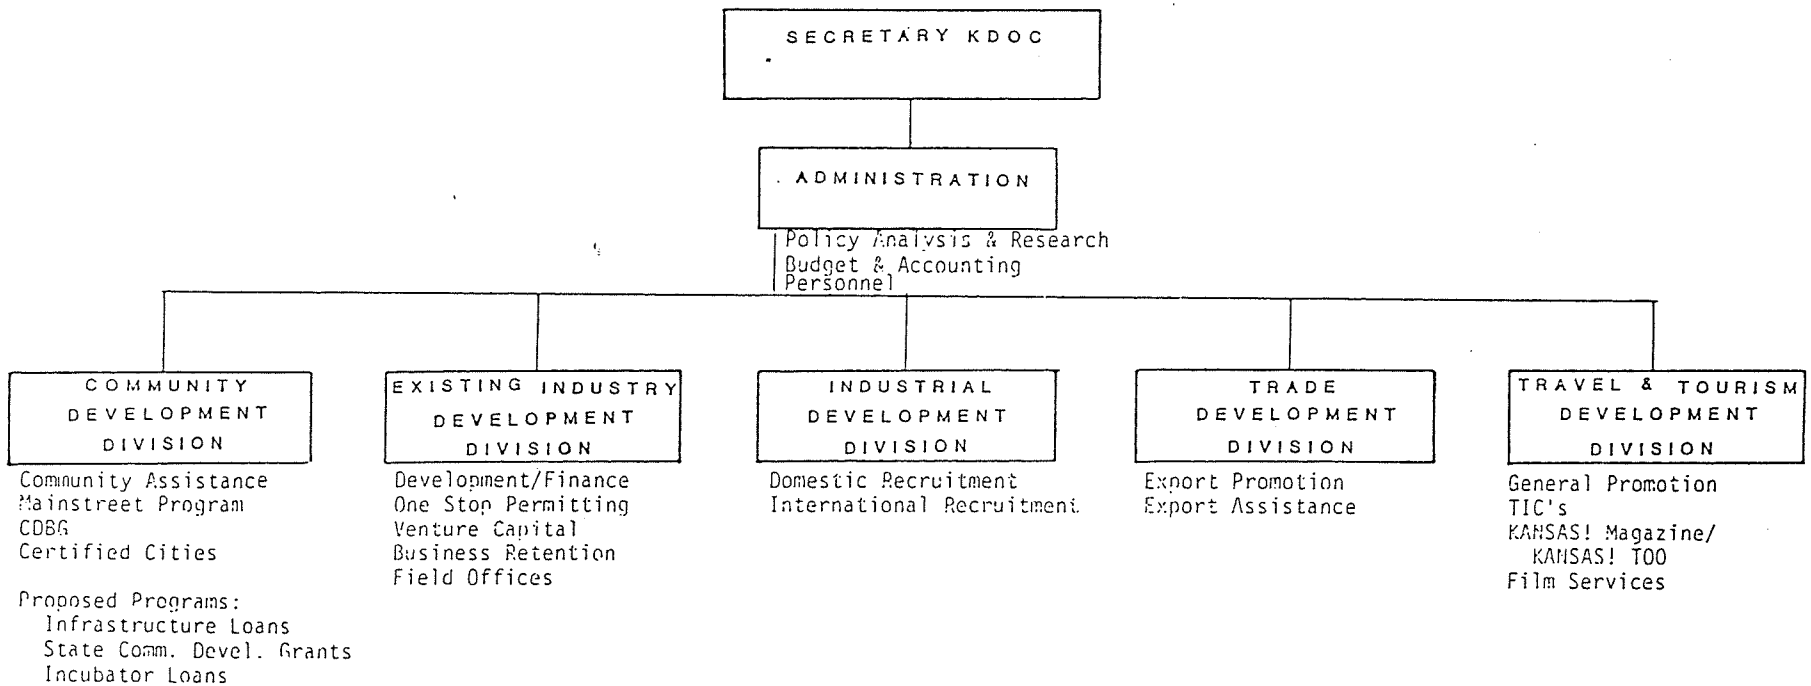 SECRETARY KDOC
ADMINISTRATION
Policy Analysis & Research
Budget & Accounting
Personnel
COMMUNITY
DEVELOPMENT
DIVISION
Community Assistance
Mainstreet Program
CDBG
Certified Cities
Proposed Programs:
Infrastructure Loans
State Comm. Devel. Grants
Incubator Loans
EXISTING INDUSTRY
DEVELOPMENT
DIVISION
Development/Finance
One Stop Permitting
Venture Capital
Business Retention
Field Offices
INDUSTRIAL
DEVELOPMENT
DIVISION
Domestic Recruitment
International Recruitment
TRADE
DEVELOPMENT
DIVISION
Export Promotion
Export Assistance
TRAVEL & TOURISM
DEVELOPMENT
DIVISION
General Promotion
TIC's
KANSAS! Magazine/
KANSAS! TOO
Film Services